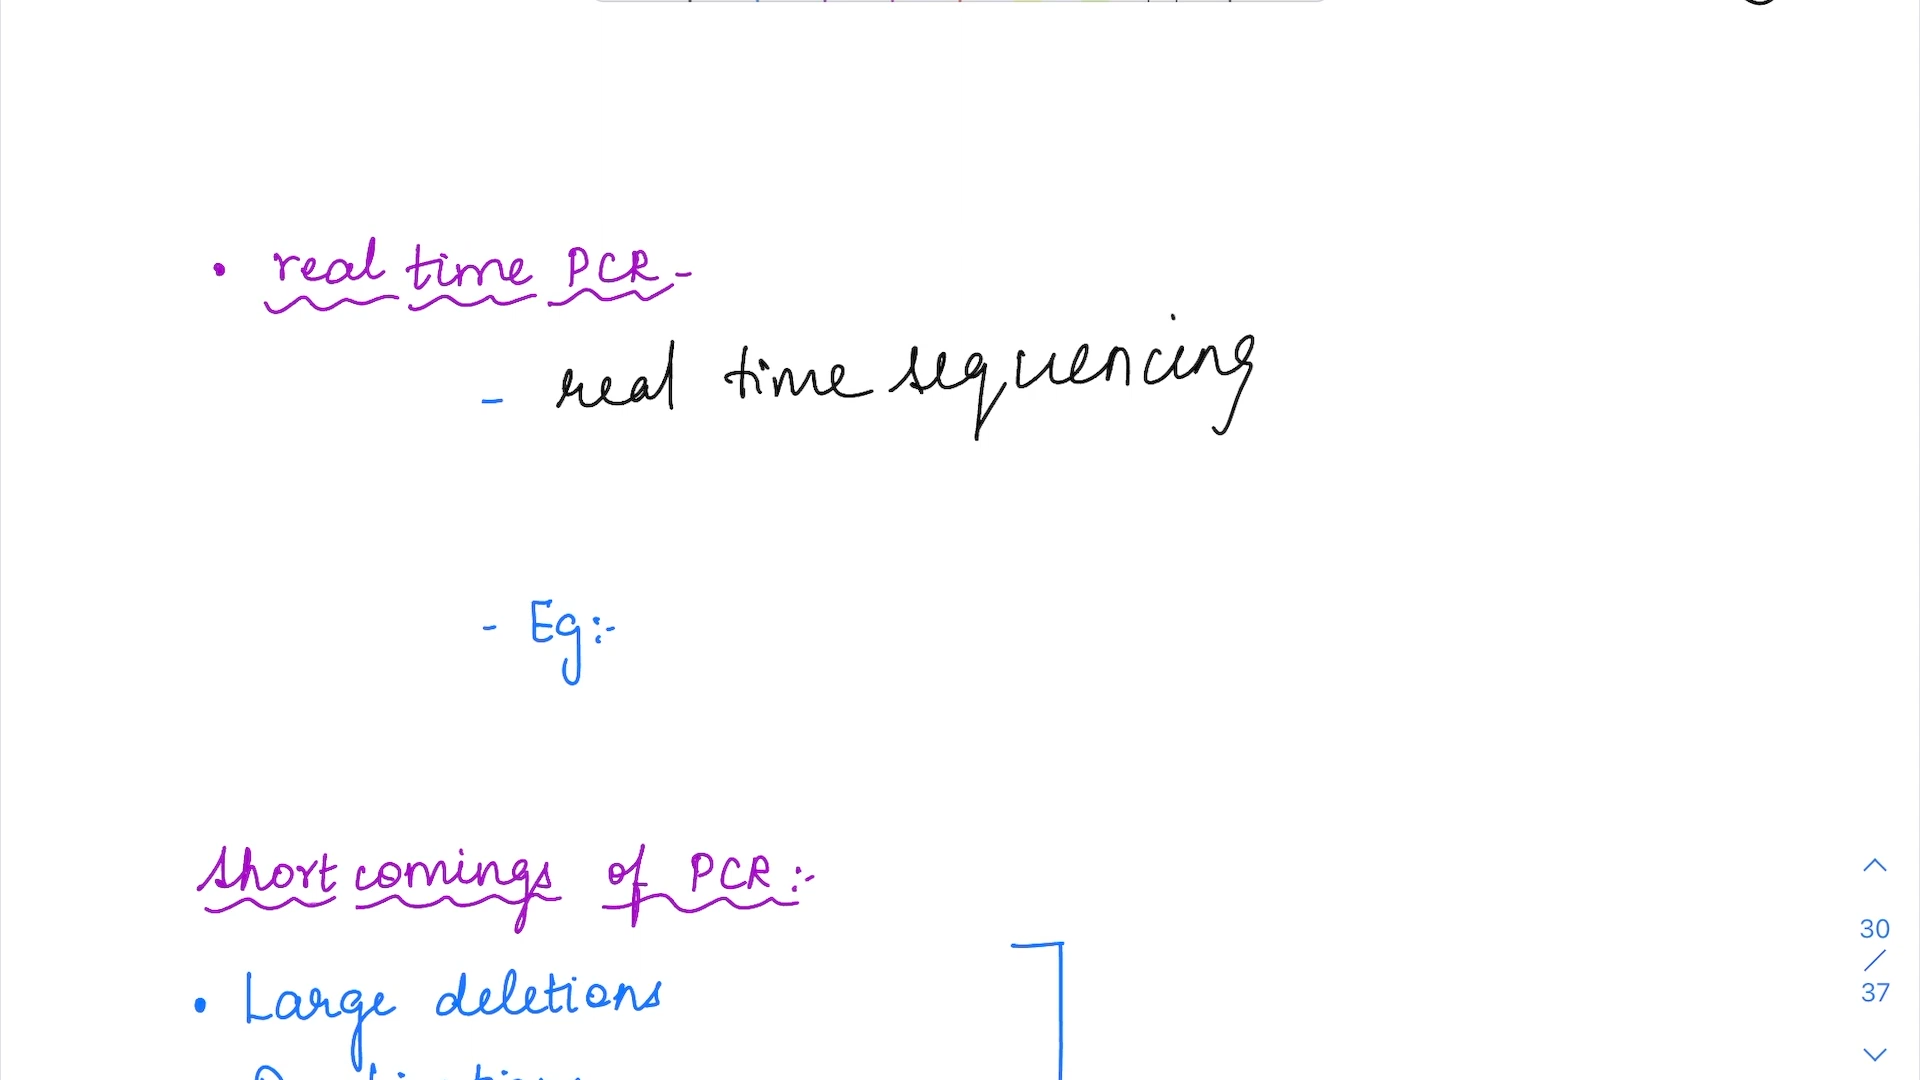 • real time PCR -
- real time sequencing
- Eg:-
Short comings of PCR :-
• Large deletions
30
/
37